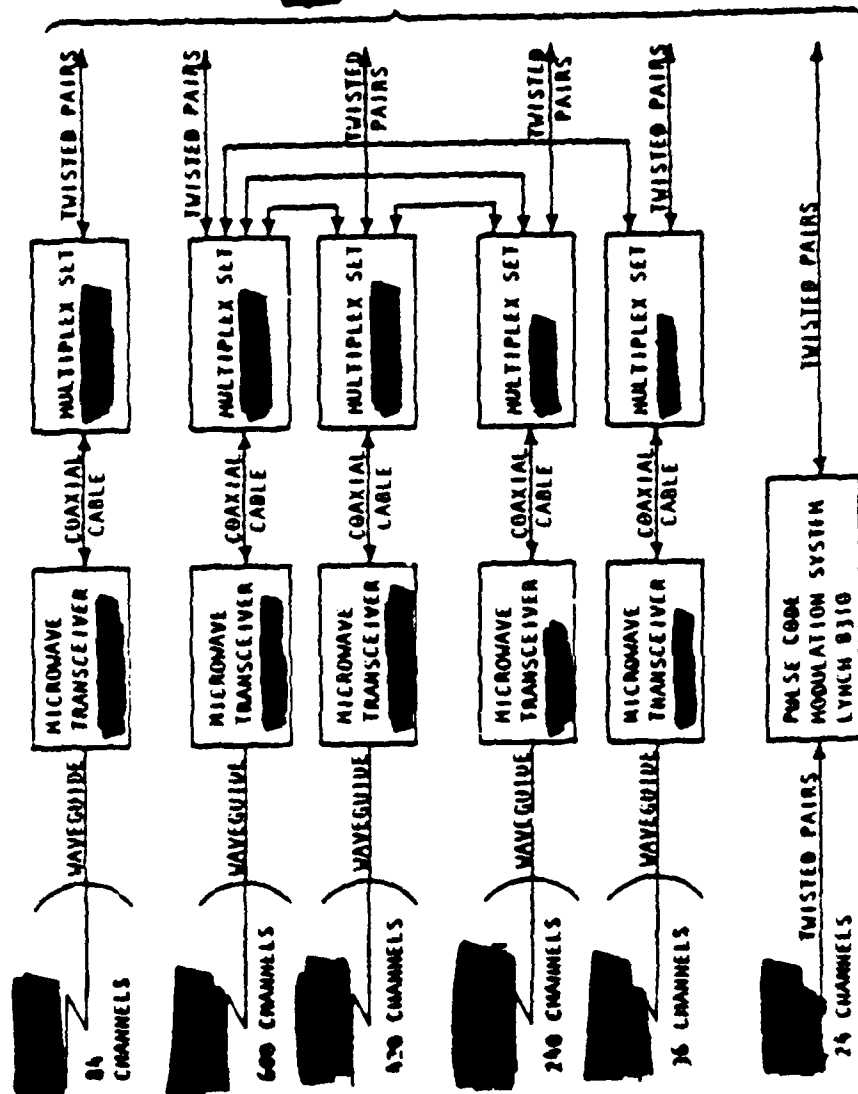 TWISTED PAIRS
MULTIPLEX SET
COAXIAL
CABLE
MICROWAVE
TRANSCEIVER
WAVEGUIDE
84
CHANNELS
TWISTED PAIRS
MULTIPLEX SET
COAXIAL
CABLE
MICROWAVE
TRANSCEIVER
WAVEGUIDE
600 CHANNELS
TWISTED
PAIRS
MULTIPLEX SET
COAXIAL
CABLE
MICROWAVE
TRANSCEIVER
WAVEGUIDE
CHANNELS
TWISTED
PAIRS
MULTIPLEX SET
COAXIAL
CABLE
MICROWAVE
TRANSCEIVER
WAVEGUIDE
240 CHANNELS
TWISTED PAIRS
MULTIPLEX SET
COAXIAL
CABLE
MICROWAVE
TRANSCEIVER
WAVEGUIDE
36 CHANNELS
TWISTED PAIRS
PULSE CODE
MODULATION SYSTEM
LYNCH B310
TWISTED PAIRS
24 CHANNELS